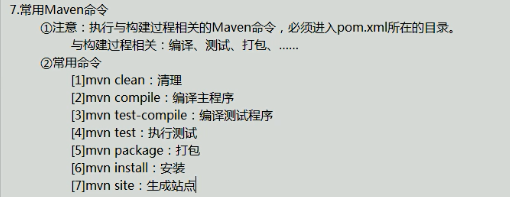 7.常用Maven命令
①注意：执行与构建过程相关的Maven命令，必须进入pom.xml所在的目录。
与构建过程相关：编译、测试、打包、……
②常用命令
[1]mvn clean：清理
[2]mvn compile：编译主程序
[3]mvn test-compile：编译测试程序
[4]mvn test：执行测试
[5]mvn package：打包
[6]mvn install：安装
[7]mvn site：生成站点